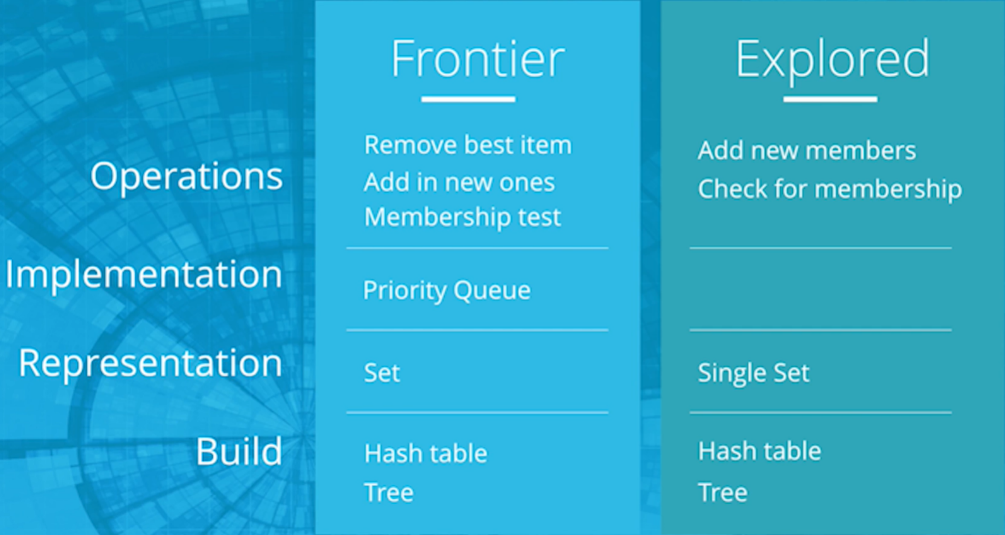 Frontier
Explored
Operations
Remove best item
Add in new ones
Membership test
Add new members
Check for membership
Implementation
Priority Queue
Representation
Set
Single Set
Build
Hash table
Tree
Hash table
Tree